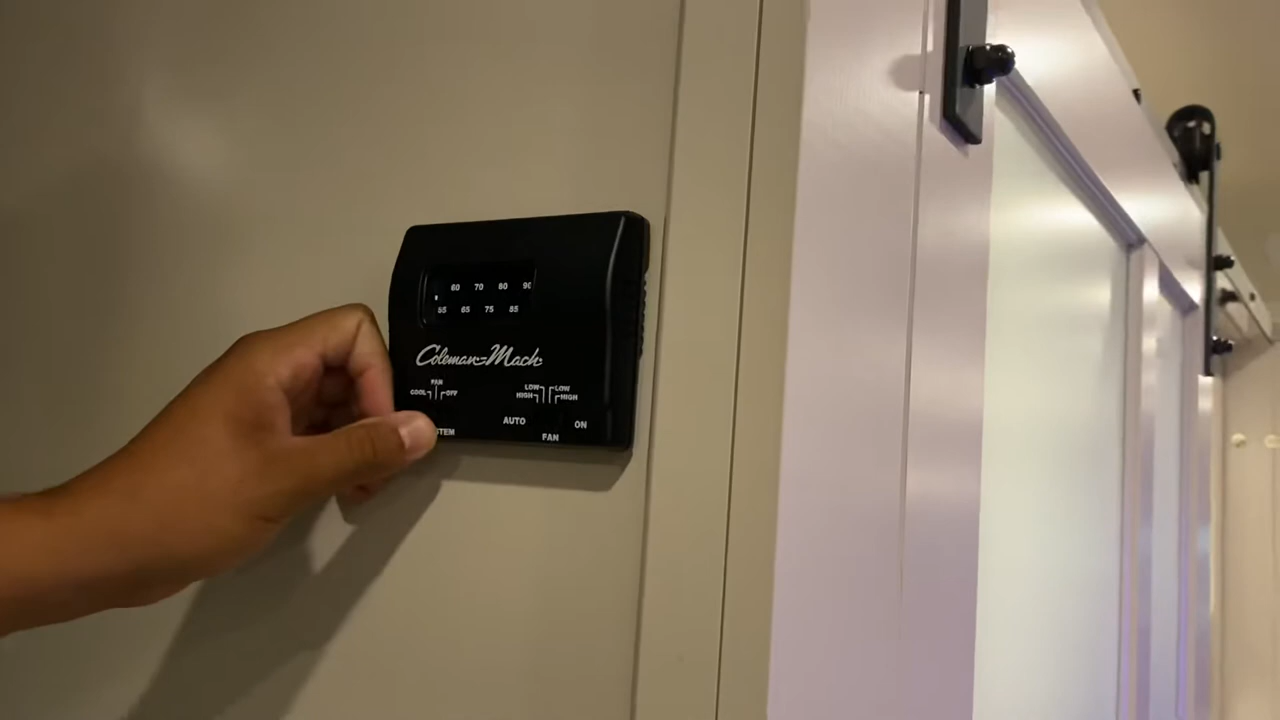 60 70 80 90
55 65 75 85
Coleman-Mach
FAN
COOL OFF
LOW LOW
HIGH HIGH
AUTO ON
FAN